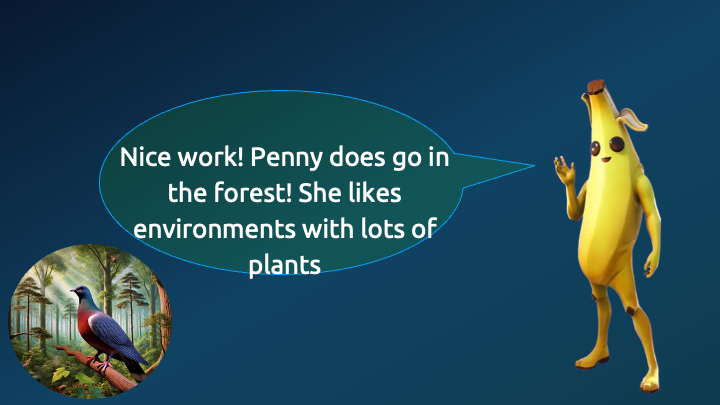 Nice work! Penny does go in
the forest! She likes
environments with lots of
plants